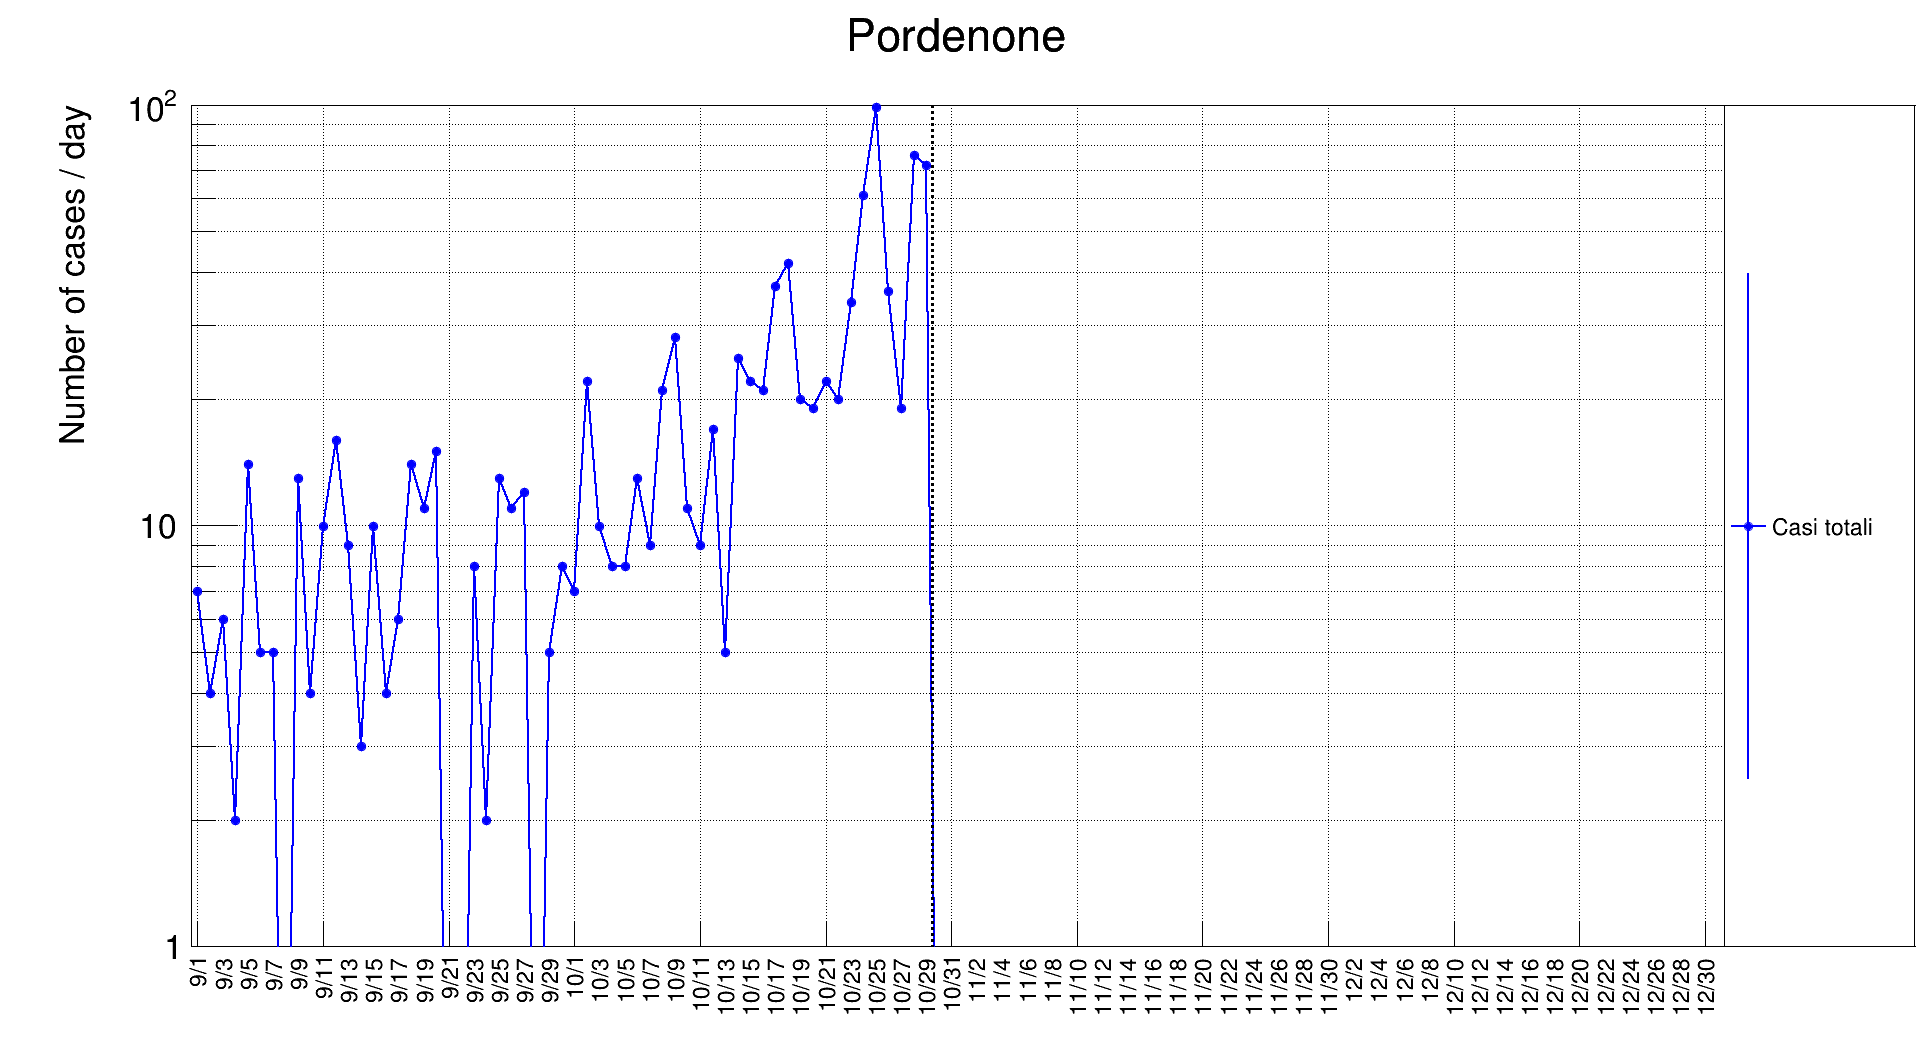 Pordenone
Number of cases / day
10²
10
1
9/1 9/3 9/5 9/7 9/9 9/11 9/13 9/15 9/17 9/19 9/21 9/23 9/25 9/27 9/29 10/1 10/3 10/5 10/7 10/9 10/11 10/13 10/15 10/17 10/19 10/21 10/23 10/25 10/27 10/29 10/31 11/2 11/4 11/6 11/8 11/10 11/12 11/14 11/16 11/18 11/20 11/22 11/24 11/26 11/28 11/30 12/2 12/4 12/6 12/8 12/10 12/12 12/14 12/16 12/18 12/20 12/22 12/24 12/26 12/28 12/30
Casi totali